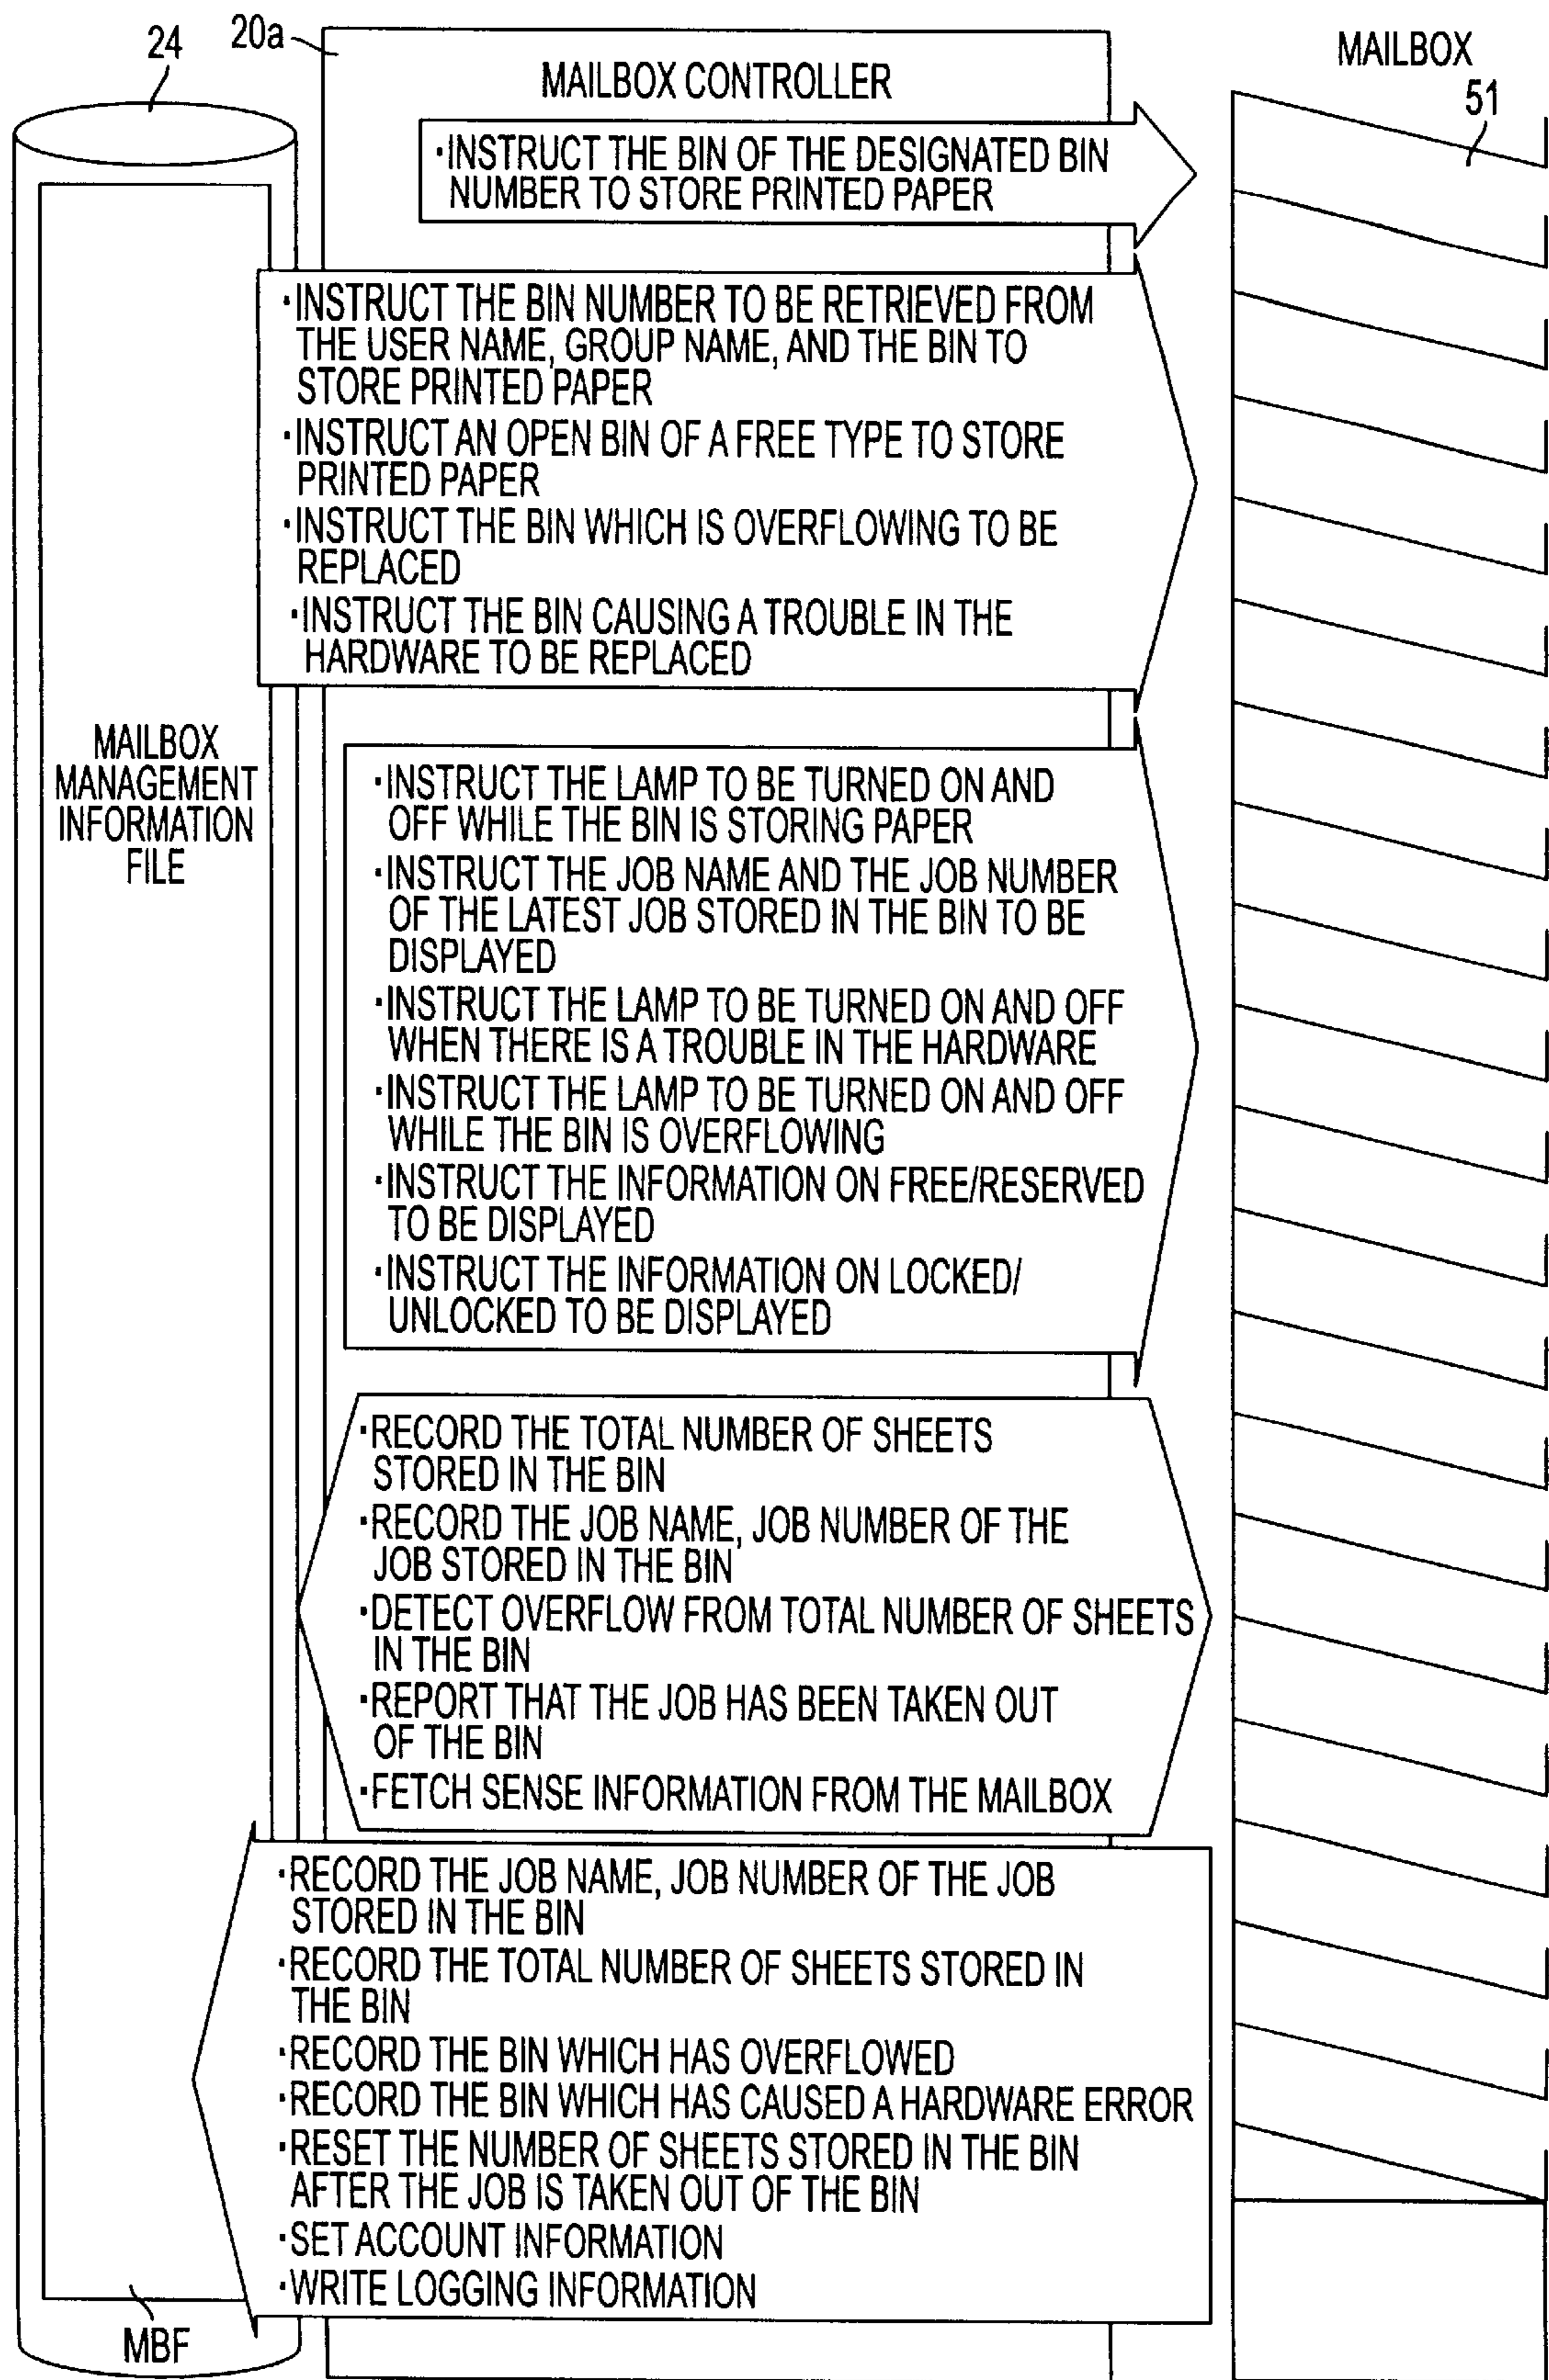 24
20a
MAILBOX CONTROLLER
MAILBOX
51
·INSTRUCT THE BIN OF THE DESIGNATED BIN
NUMBER TO STORE PRINTED PAPER
·INSTRUCT THE BIN NUMBER TO BE RETRIEVED FROM
THE USER NAME, GROUP NAME, AND THE BIN TO
STORE PRINTED PAPER
·INSTRUCT AN OPEN BIN OF A FREE TYPE TO STORE
PRINTED PAPER
·INSTRUCT THE BIN WHICH IS OVERFLOWING TO BE
REPLACED
·INSTRUCT THE BIN CAUSING A TROUBLE IN THE
HARDWARE TO BE REPLACED
MAILBOX
MANAGEMENT
INFORMATION
FILE
·INSTRUCT THE LAMP TO BE TURNED ON AND
OFF WHILE THE BIN IS STORING PAPER
·INSTRUCT THE JOB NAME AND THE JOB NUMBER
OF THE LATEST JOB STORED IN THE BIN TO BE
DISPLAYED
·INSTRUCT THE LAMP TO BE TURNED ON AND OFF
WHEN THERE IS A TROUBLE IN THE HARDWARE
·INSTRUCT THE LAMP TO BE TURNED ON AND OFF
WHILE THE BIN IS OVERFLOWING
·INSTRUCT THE INFORMATION ON FREE/RESERVED
TO BE DISPLAYED
·INSTRUCT THE INFORMATION ON LOCKED/
UNLOCKED TO BE DISPLAYED
·RECORD THE TOTAL NUMBER OF SHEETS
STORED IN THE BIN
·RECORD THE JOB NAME, JOB NUMBER OF THE
JOB STORED IN THE BIN
·DETECT OVERFLOW FROM TOTAL NUMBER OF SHEETS
IN THE BIN
·REPORT THAT THE JOB HAS BEEN TAKEN OUT
OF THE BIN
·FETCH SENSE INFORMATION FROM THE MAILBOX
·RECORD THE JOB NAME, JOB NUMBER OF THE JOB
STORED IN THE BIN
·RECORD THE TOTAL NUMBER OF SHEETS STORED IN
THE BIN
·RECORD THE BIN WHICH HAS OVERFLOWED
·RECORD THE BIN WHICH HAS CAUSED A HARDWARE ERROR
·RESET THE NUMBER OF SHEETS STORED IN THE BIN
AFTER THE JOB IS TAKEN OUT OF THE BIN
·SET ACCOUNT INFORMATION
·WRITE LOGGING INFORMATION
MBF